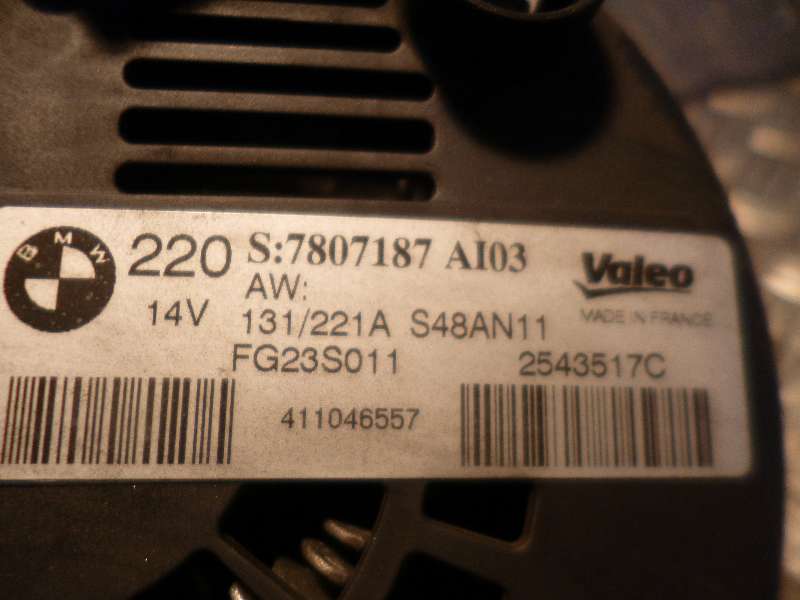 BMW
220 S:7807187 AI03 Valeo
AW:
14V 131/221A S48AN11 MADE IN FRANCE
FG23S011 2543517C
411046557